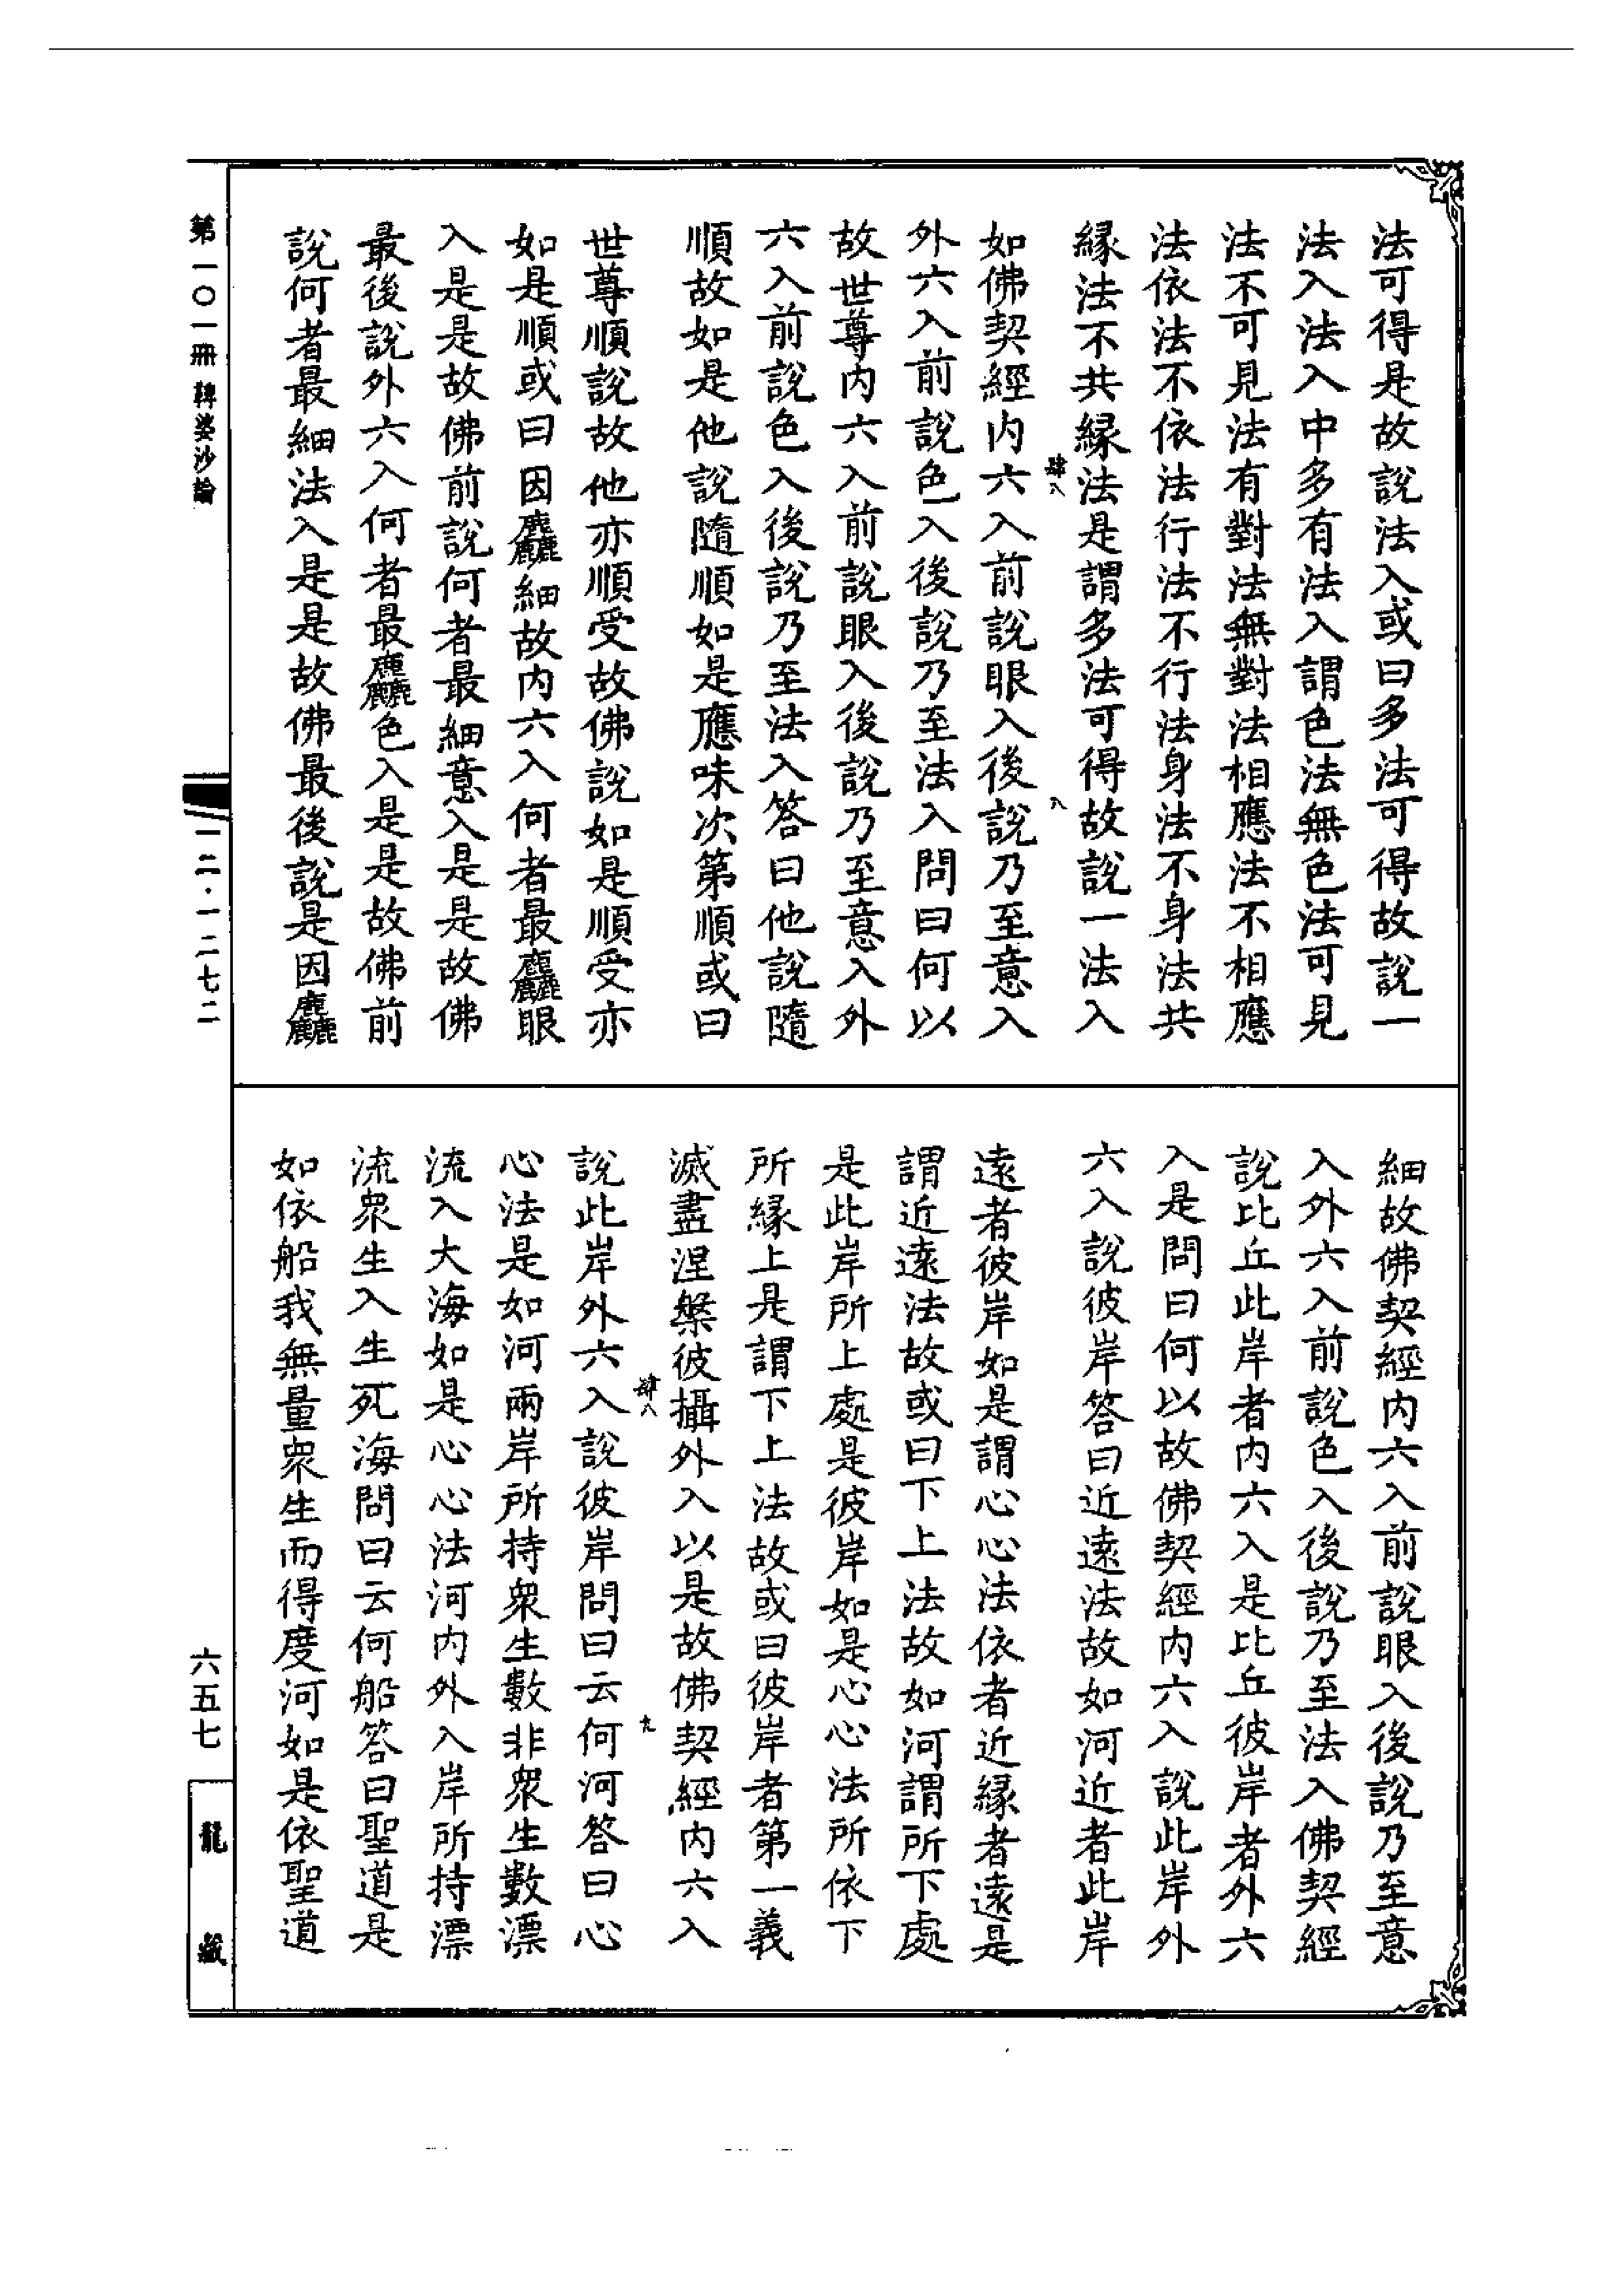 法可得是故說法入或曰多法可得故說一
法入法入中多有法入謂色法無色法可見
法不可見法有對法無對法相應法不相應
法依法不依法行法不行法身法不身法共
緣法不共緣法是謂多法可得故說一法入
肆八
八
如佛契經內六入前說眼入後說乃至意入
外六入前說色入後說乃至法入問曰何以
故世尊內六入前說眼入後說乃至意入外
六入前說色入後說乃至法入答曰他說隨
順故如是他說隨順如是應味次第順或曰
世尊順說故他亦順受故佛說如是順受亦
如是順或曰因麤細故內六入何者最麤眼
入是是故佛前說何者最細意入是是故佛
最後說外六入何者最麤色入是是故佛前
說何者最細法入是是故佛最後說是因麤
細故佛契經內六入前說眼入後說乃至意
入外六入前說色入後說乃至法入佛契經
說比丘此岸者內六入是比丘彼岸者外六
入是問曰何以故佛契經內六入說此岸外
六入說彼岸答曰近遠法故如河近者此岸
遠者彼岸如是謂心心法依者近緣者遠是
謂近遠法故或曰下上法故如河謂所下處
是此岸所上處是彼岸如是心心法所依下
所緣上是謂下上法故或曰彼岸者第一義
滅盡涅槃彼攝外入以是故佛契經內六入
肆八
九
說此岸外六入說彼岸問曰云何河答曰心
心法是如河兩岸所持衆生數非衆生數漂
流入大海如是心心法河內外入岸所持漂
流衆生入生死海問曰云何船答曰聖道是
如依船我無量衆生而得度河如是依聖道
第一〇一冊 鞞婆沙論
一二·一二七二
六五七
龍藏